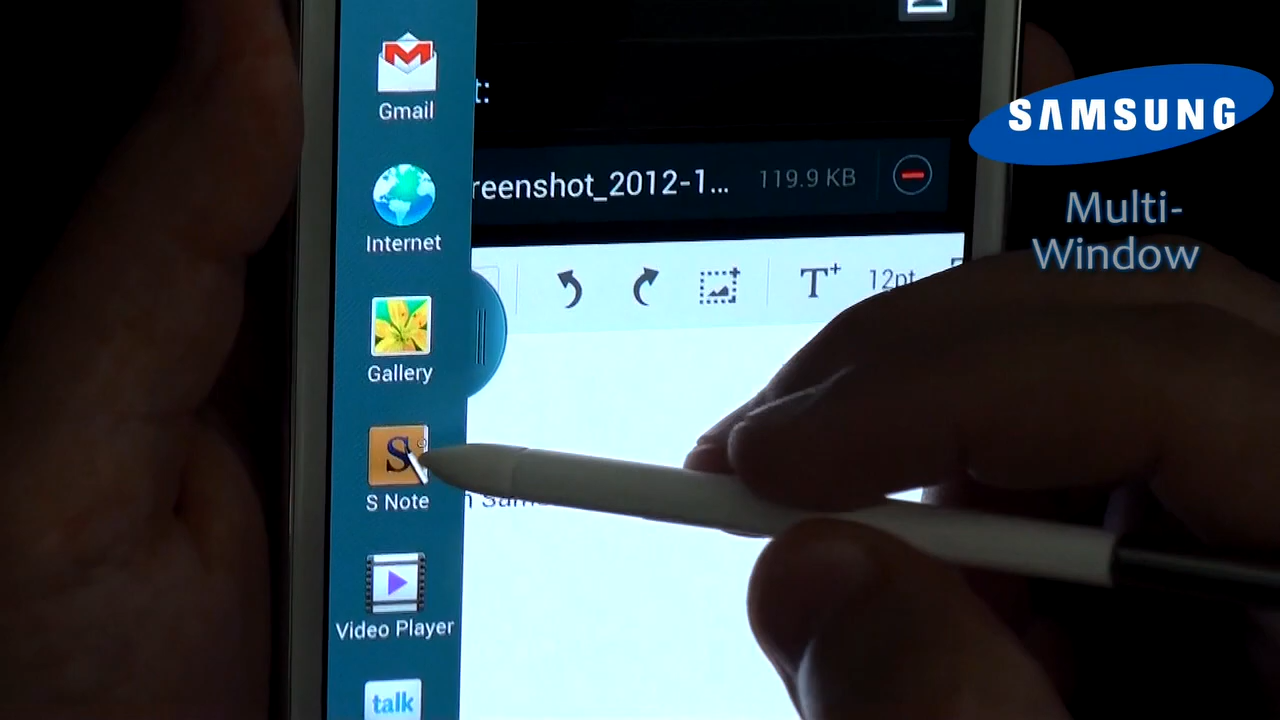 Gmail
t:
SAMSUNG
reenshot_2012-1... 119.9 KB
Multi-
Window
Internet
T+ 12pt
Gallery
S
S Note
Video Player
talk